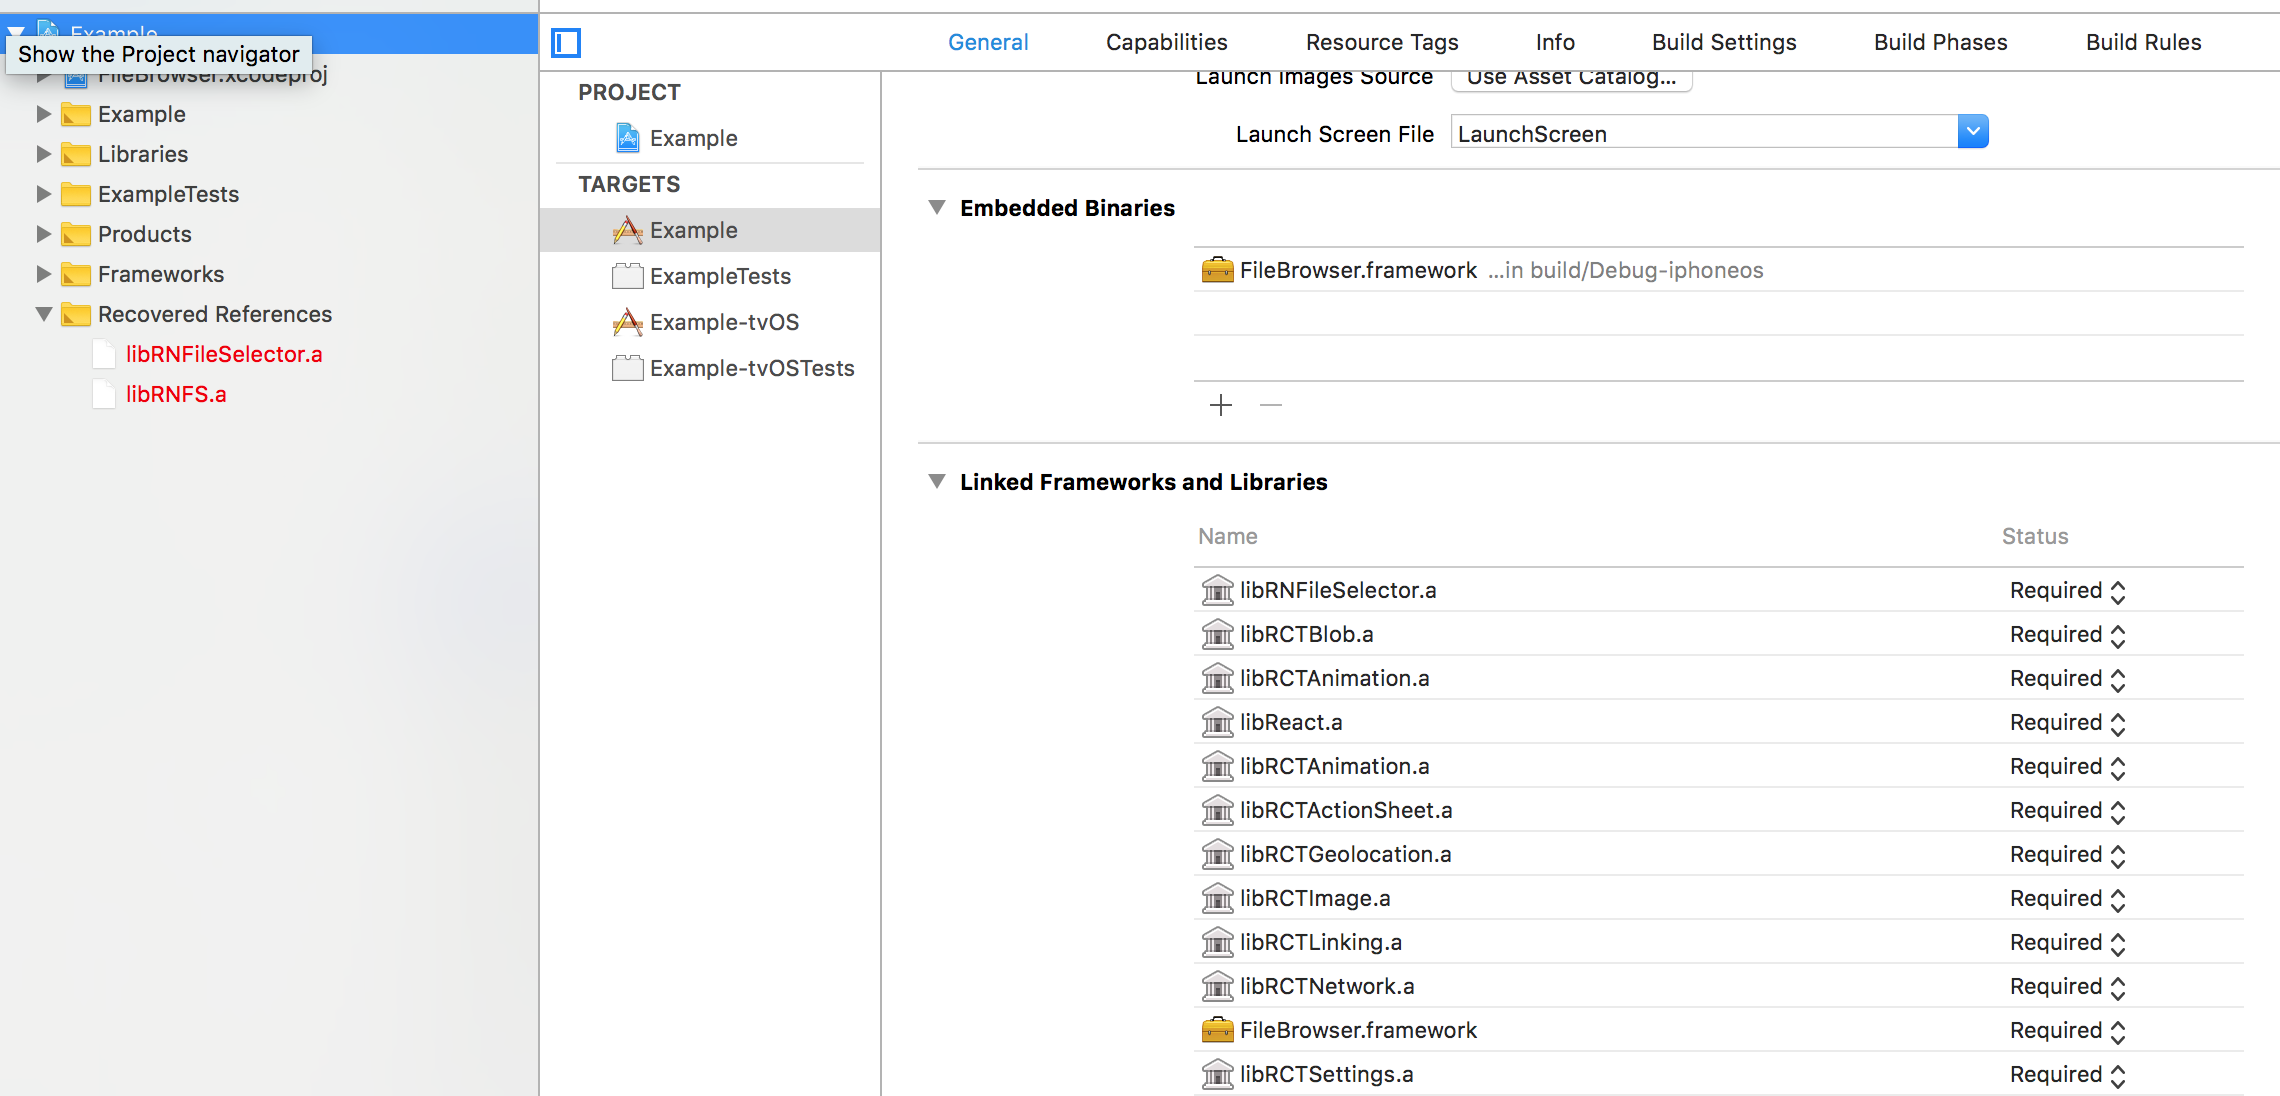 Example
Show the Project navigator
FileBrowser.xcodeproj
Example
Libraries
ExampleTests
Products
Frameworks
Recovered References
libRNFileSelector.a
libRNFS.a
General Capabilities Resource Tags Info Build Settings Build Phases Build Rules
PROJECT
Example
TARGETS
Example
ExampleTests
Example-tvOS
Example-tvOSTests
Launch Images Source Use Asset Catalog...
Launch Screen File LaunchScreen
Embedded Binaries
FileBrowser.framework ...in build/Debug-iphoneos
Linked Frameworks and Libraries
Name Status
libRNFileSelector.a Required
libRCTBlob.a Required
libRCTAnimation.a Required
libReact.a Required
libRCTAnimation.a Required
libRCTActionSheet.a Required
libRCTGeolocation.a Required
libRCTImage.a Required
libRCTLinking.a Required
libRCTNetwork.a Required
FileBrowser.framework Required
libRCTSettings.a Required